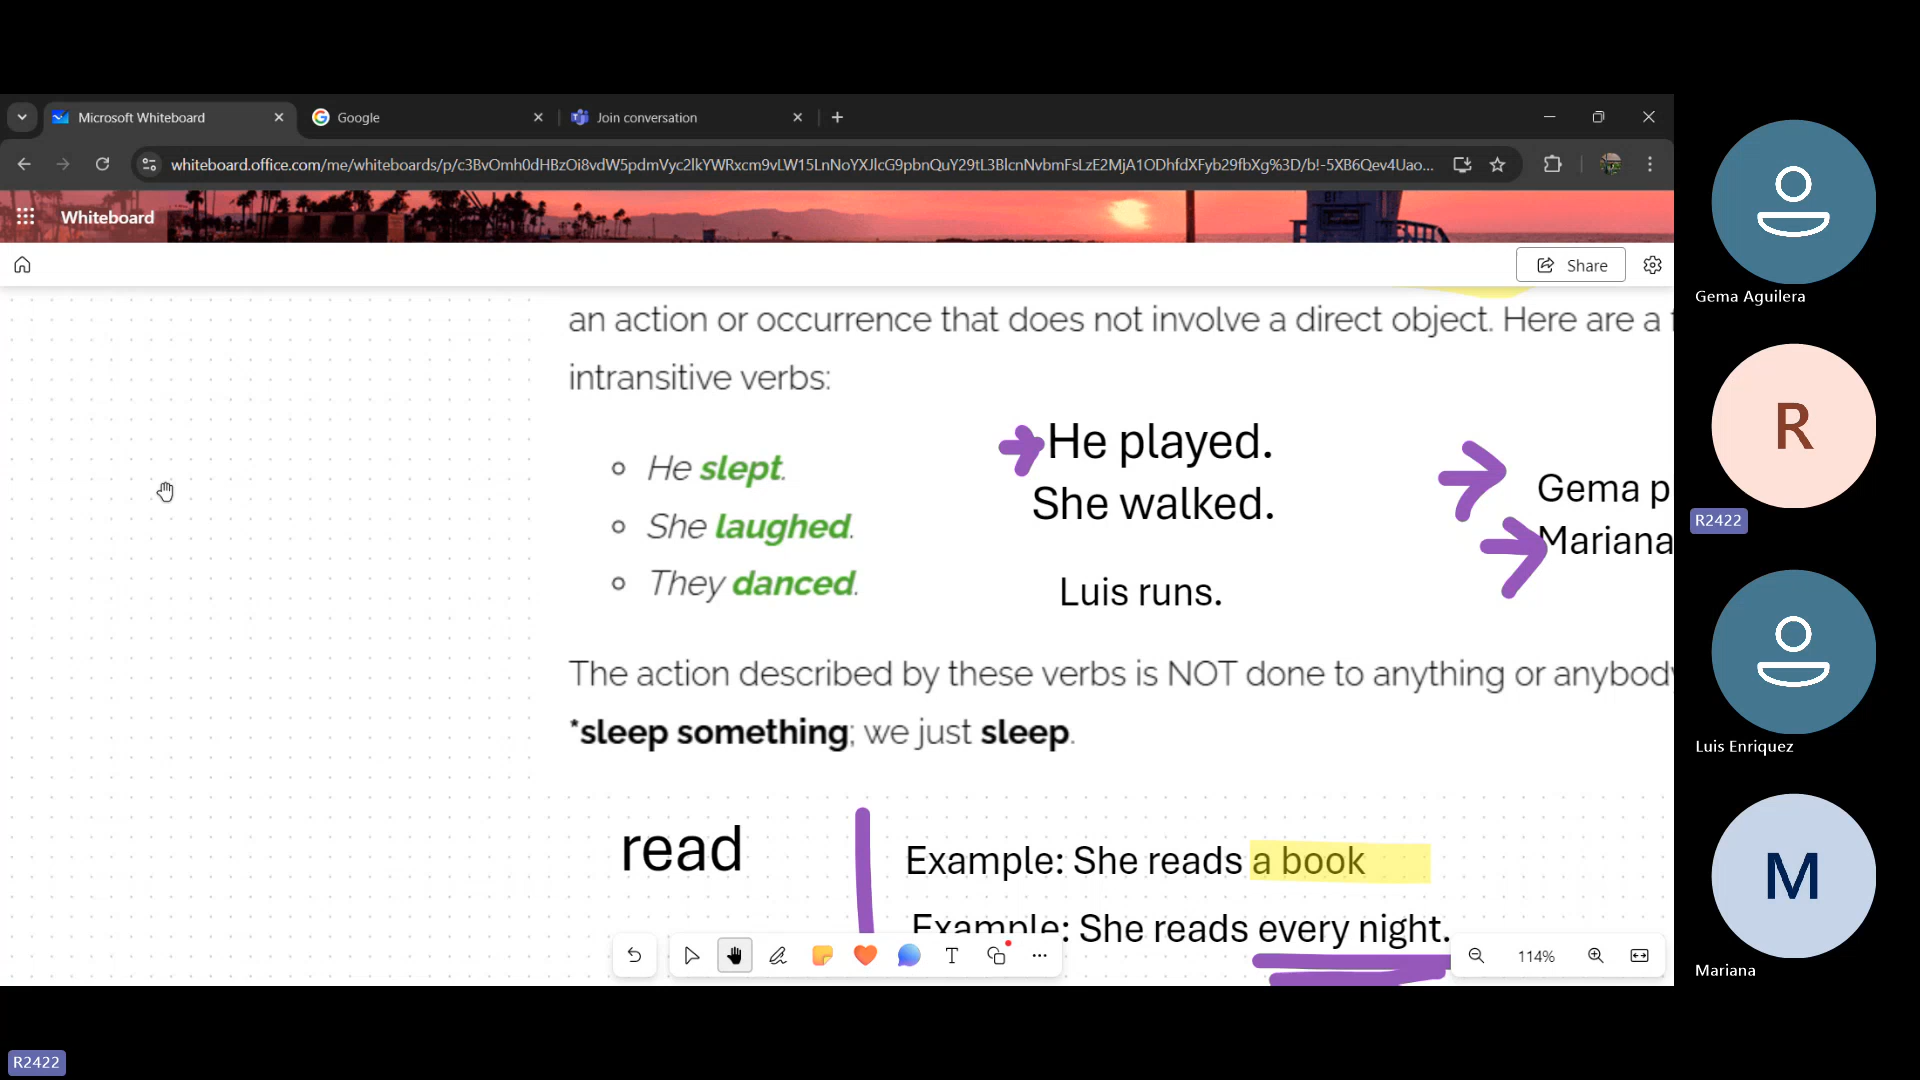 Microsoft Whiteboard
Google
Join conversation
whiteboard.office.com/me/whiteboards/p/c3BvOmh0dHBzOi8vdW5pdmVyc2lkYWRxcm9vLW15LnNoYXJlcG9pbnQuY29tL3BlcnNvbmFsLzE2MjA1ODhfdXFyb29fbXg%3D/b!-5XB6Qev4Uao...
Whiteboard
Share
an action or occurrence that does not involve a direct object. Here are a
intransitive verbs:
He slept.
She laughed.
They danced.
He played.
She walked.
Luis runs.
Gema p
Mariana
The action described by these verbs is NOT done to anything or anybody
*sleep something; we just sleep.
read
Example: She reads a book
Example: She reads every night.
114%
Gema Aguilera
R
R2422
Luis Enriquez
M
Mariana
R2422